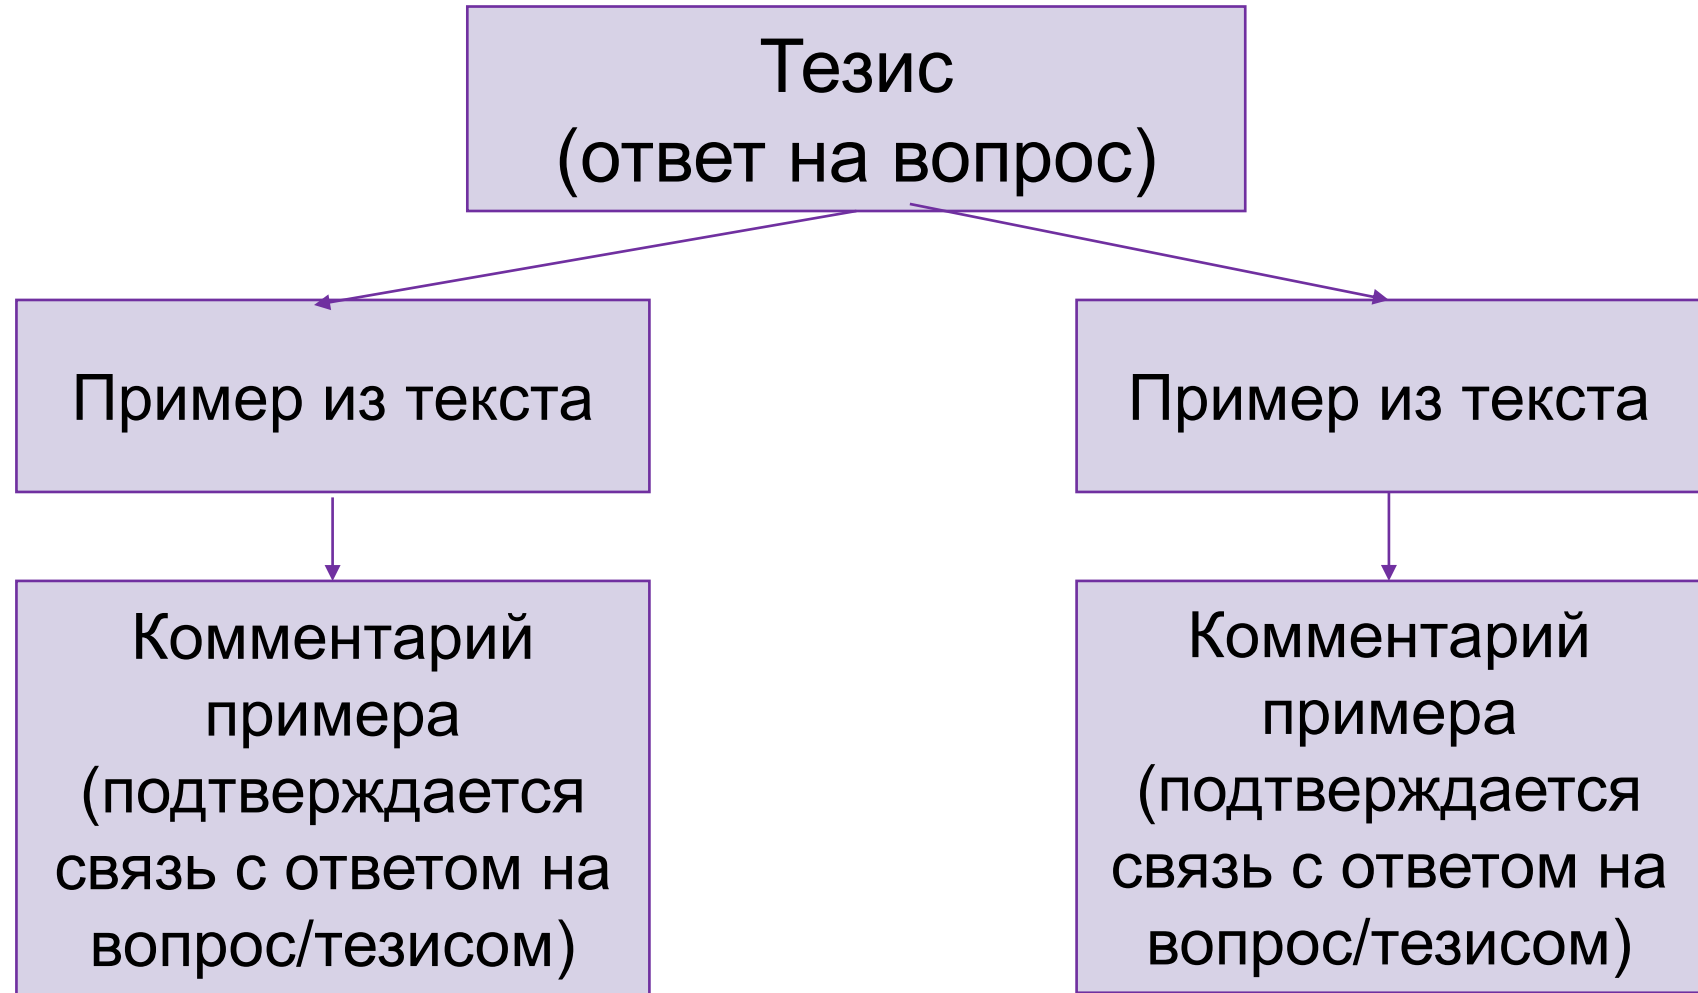 Тезис
(ответ на вопрос)
Пример из текста
Пример из текста
Комментарий
примера
(подтверждается
связь с ответом на
вопрос/тезисом)
Комментарий
примера
(подтверждается
связь с ответом на
вопрос/тезисом)